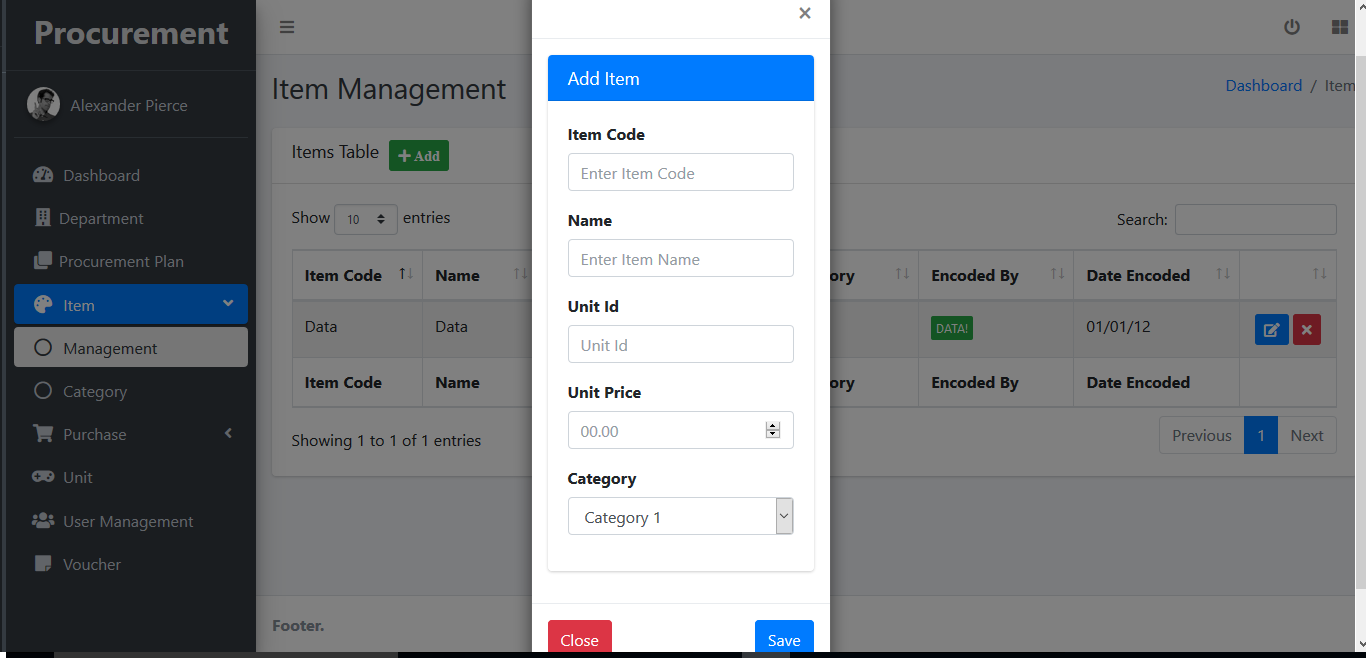 Procurement
Alexander Pierce
Dashboard
Department
Procurement Plan
Item
Management
Category
Purchase
Unit
User Management
Voucher
Item Management
Dashboard / Item
Items Table Add
Show 10 entries
Search:
Item Code Name ory Encoded By Date Encoded
Data Data DATA! 01/01/12
Item Code Name ory Encoded By Date Encoded
Showing 1 to 1 of 1 entries
Previous 1 Next
Footer.
×
Add Item
Item Code
Enter Item Code
Name
Enter Item Name
Unit Id
Unit Id
Unit Price
00.00
Category
Category 1
Close Save